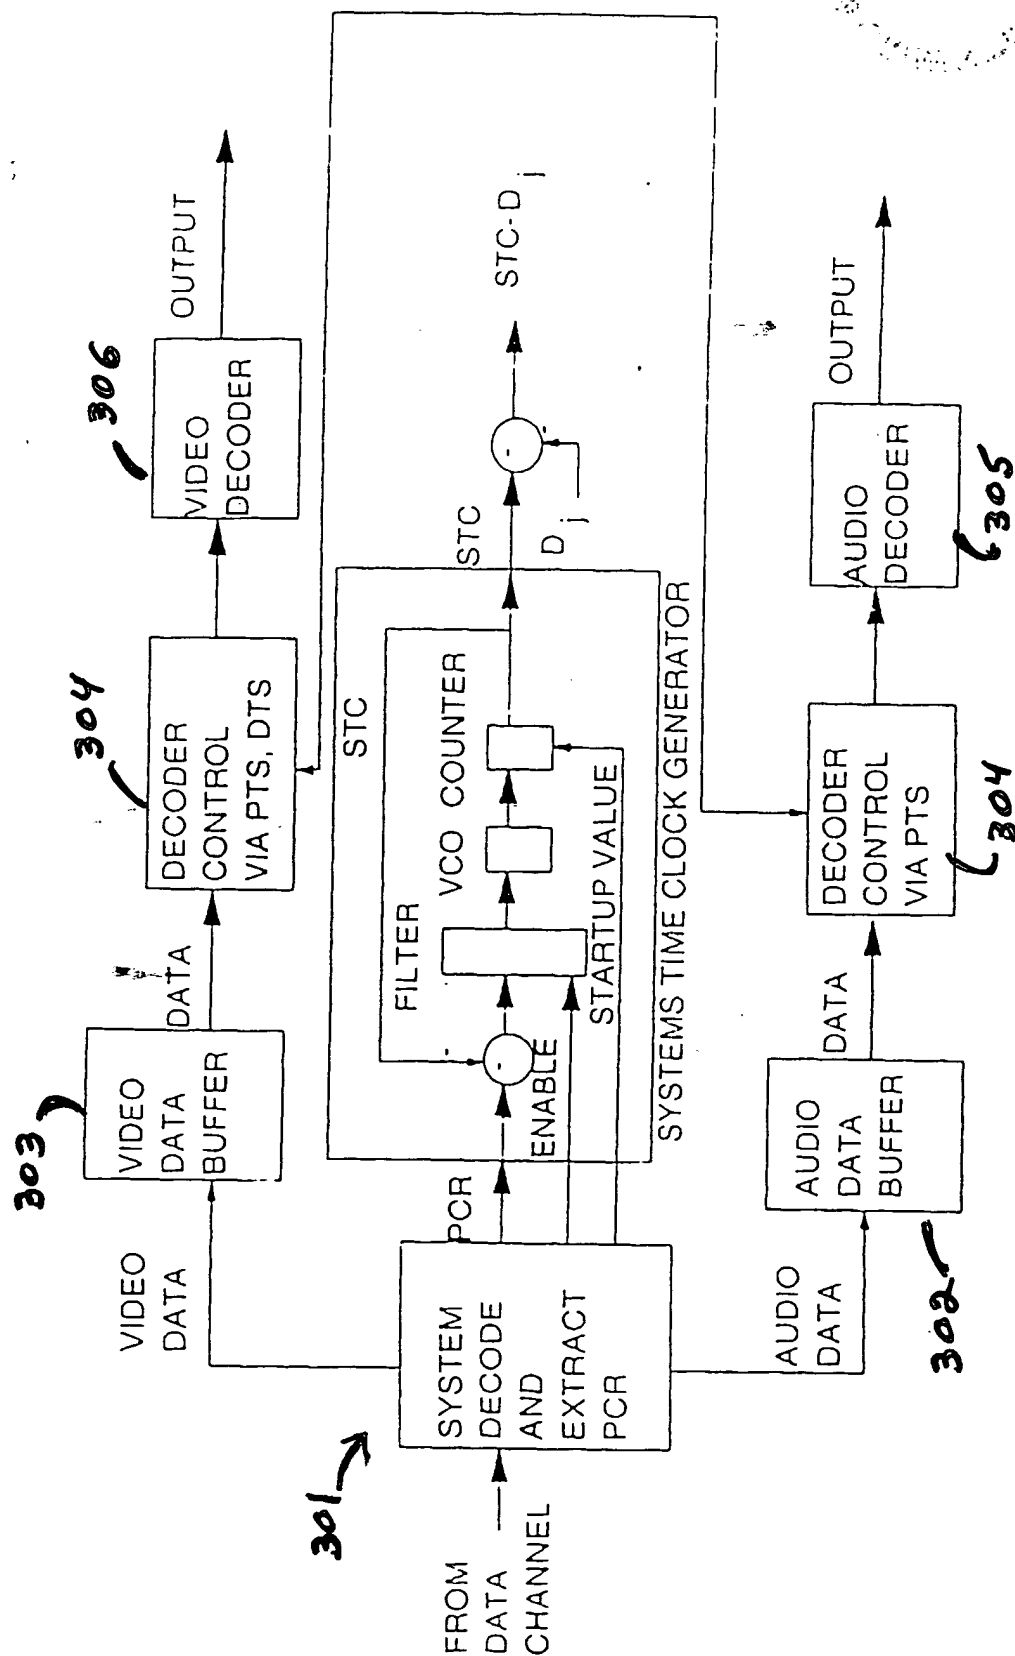 FROM
DATA
CHANNEL
301
SYSTEM
DECODE
AND
EXTRACT
PCR
VIDEO
DATA
303
VIDEO
DATA
BUFFER
DATA
304
DECODER
CONTROL
VIA PTS, DTS
306
VIDEO
DECODER
OUTPUT
PCR
ENABLE
FILTER
STC
VCO COUNTER
STARTUP VALUE
SYSTEMS TIME CLOCK GENERATOR
STC
D j
STC-D j
AUDIO
DATA
302
AUDIO
DATA
BUFFER
DATA
DECODER
CONTROL
VIA PTS
304
AUDIO
DECODER
305
OUTPUT